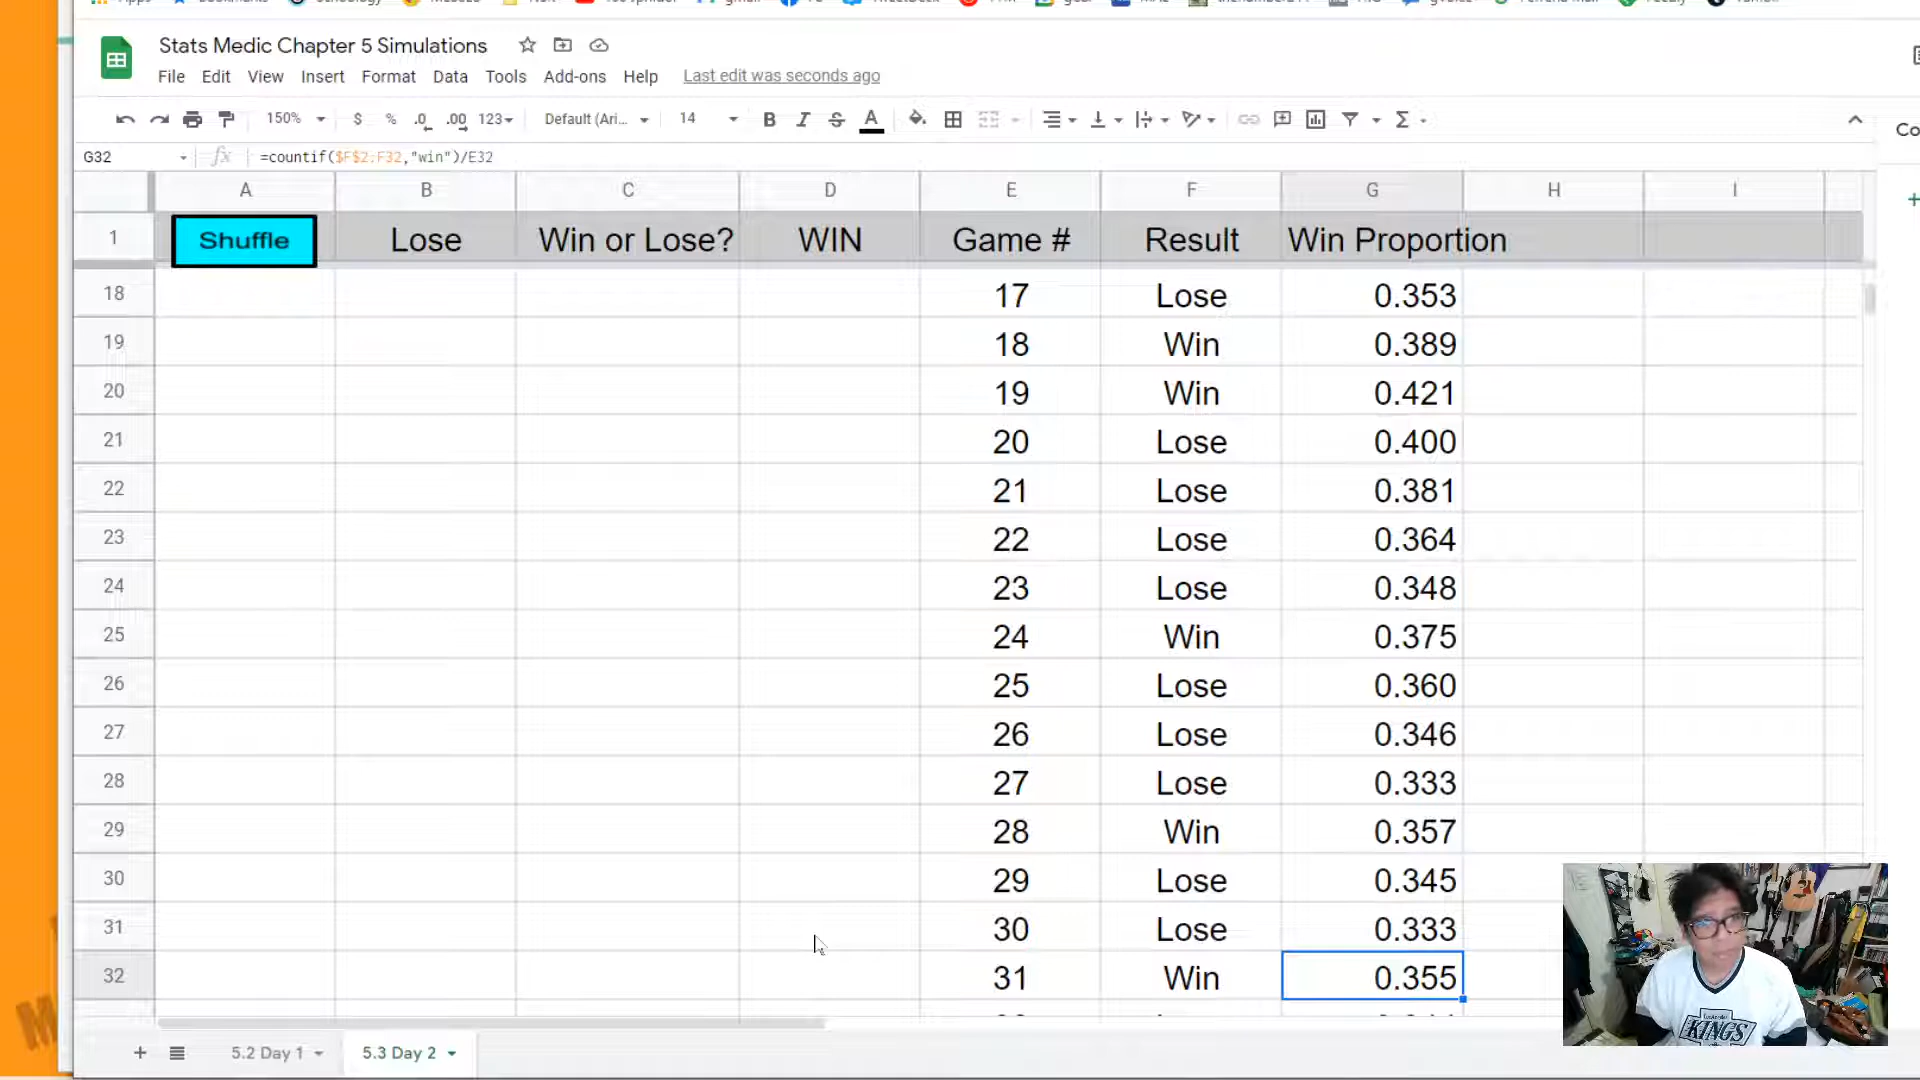 Stats Medic Chapter 5 Simulations
File Edit View Insert Format Data Tools Add-ons Help Last edit was seconds ago
150% $ % .0 .00 123 Default (Ari... 14 B I S A
G32 fx =countif($F$2:F32,"win")/E32
A B C D E F G H I
1 Shuffle Lose Win or Lose? WIN Game # Result Win Proportion
18 17 Lose 0.353
19 18 Win 0.389
20 19 Win 0.421
21 20 Lose 0.400
22 21 Lose 0.381
23 22 Lose 0.364
24 23 Lose 0.348
25 24 Win 0.375
26 25 Lose 0.360
27 26 Lose 0.346
28 27 Lose 0.333
29 28 Win 0.357
30 29 Lose 0.345
31 30 Lose 0.333
32 31 Win 0.355
KINGS
5.2 Day 1 5.3 Day 2